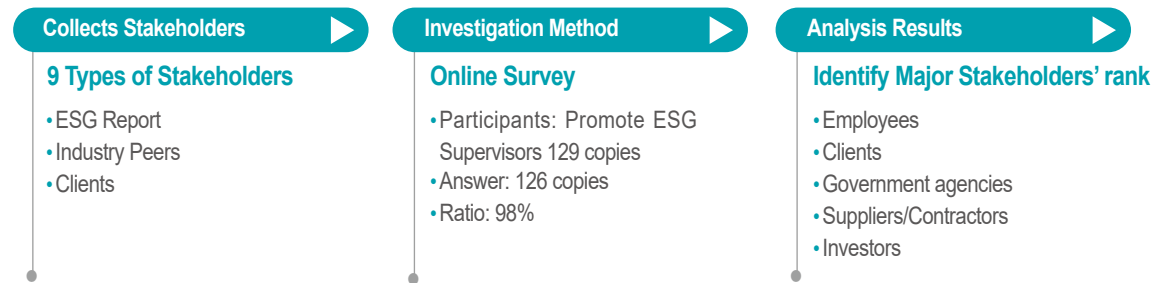 Collects Stakeholders
9 Types of Stakeholders
•ESG Report
•Industry Peers
•Clients
Investigation Method
Online Survey
•Participants: Promote ESG
Supervisors 129 copies
•Answer: 126 copies
•Ratio: 98%
Analysis Results
Identify Major Stakeholders’ rank
•Employees
•Clients
•Government agencies
•Suppliers/Contractors
•Investors